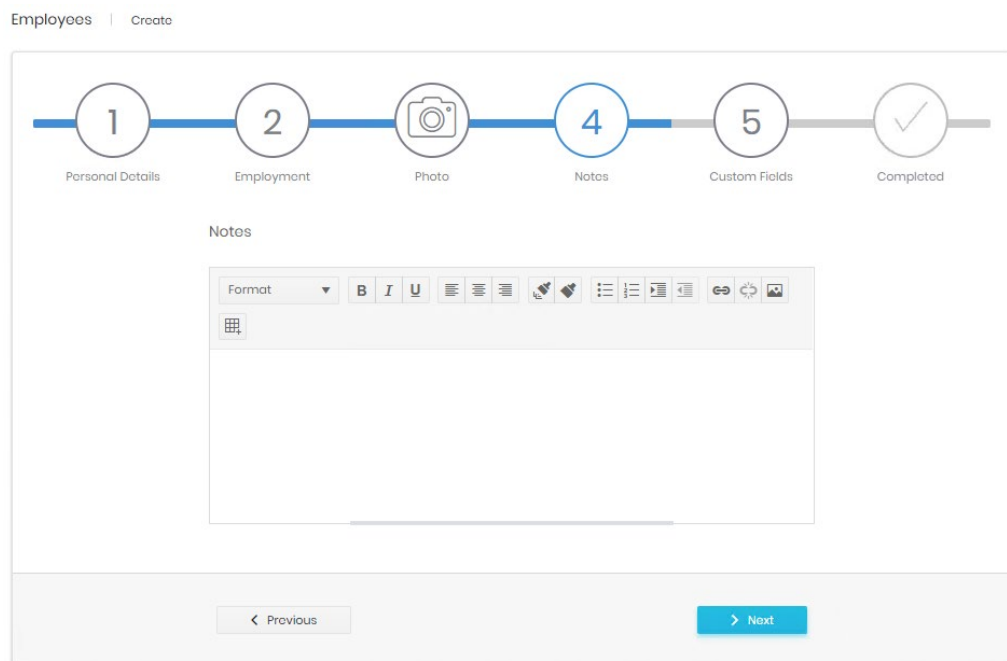 Employees | Create
1 2 4 5
Personal Details Employment Photo Notes Custom Fields Completed
Notes
Format B I U
Previous Next